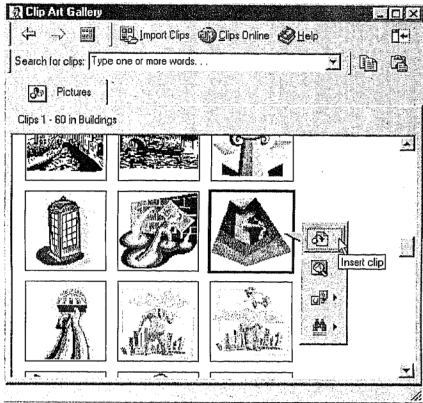 Clip Art Gallery
Import Clips Clips Online Help
Search for clips: Type one or more words. . .
Pictures
Clips 1 - 60 in Buildings
Insert clip